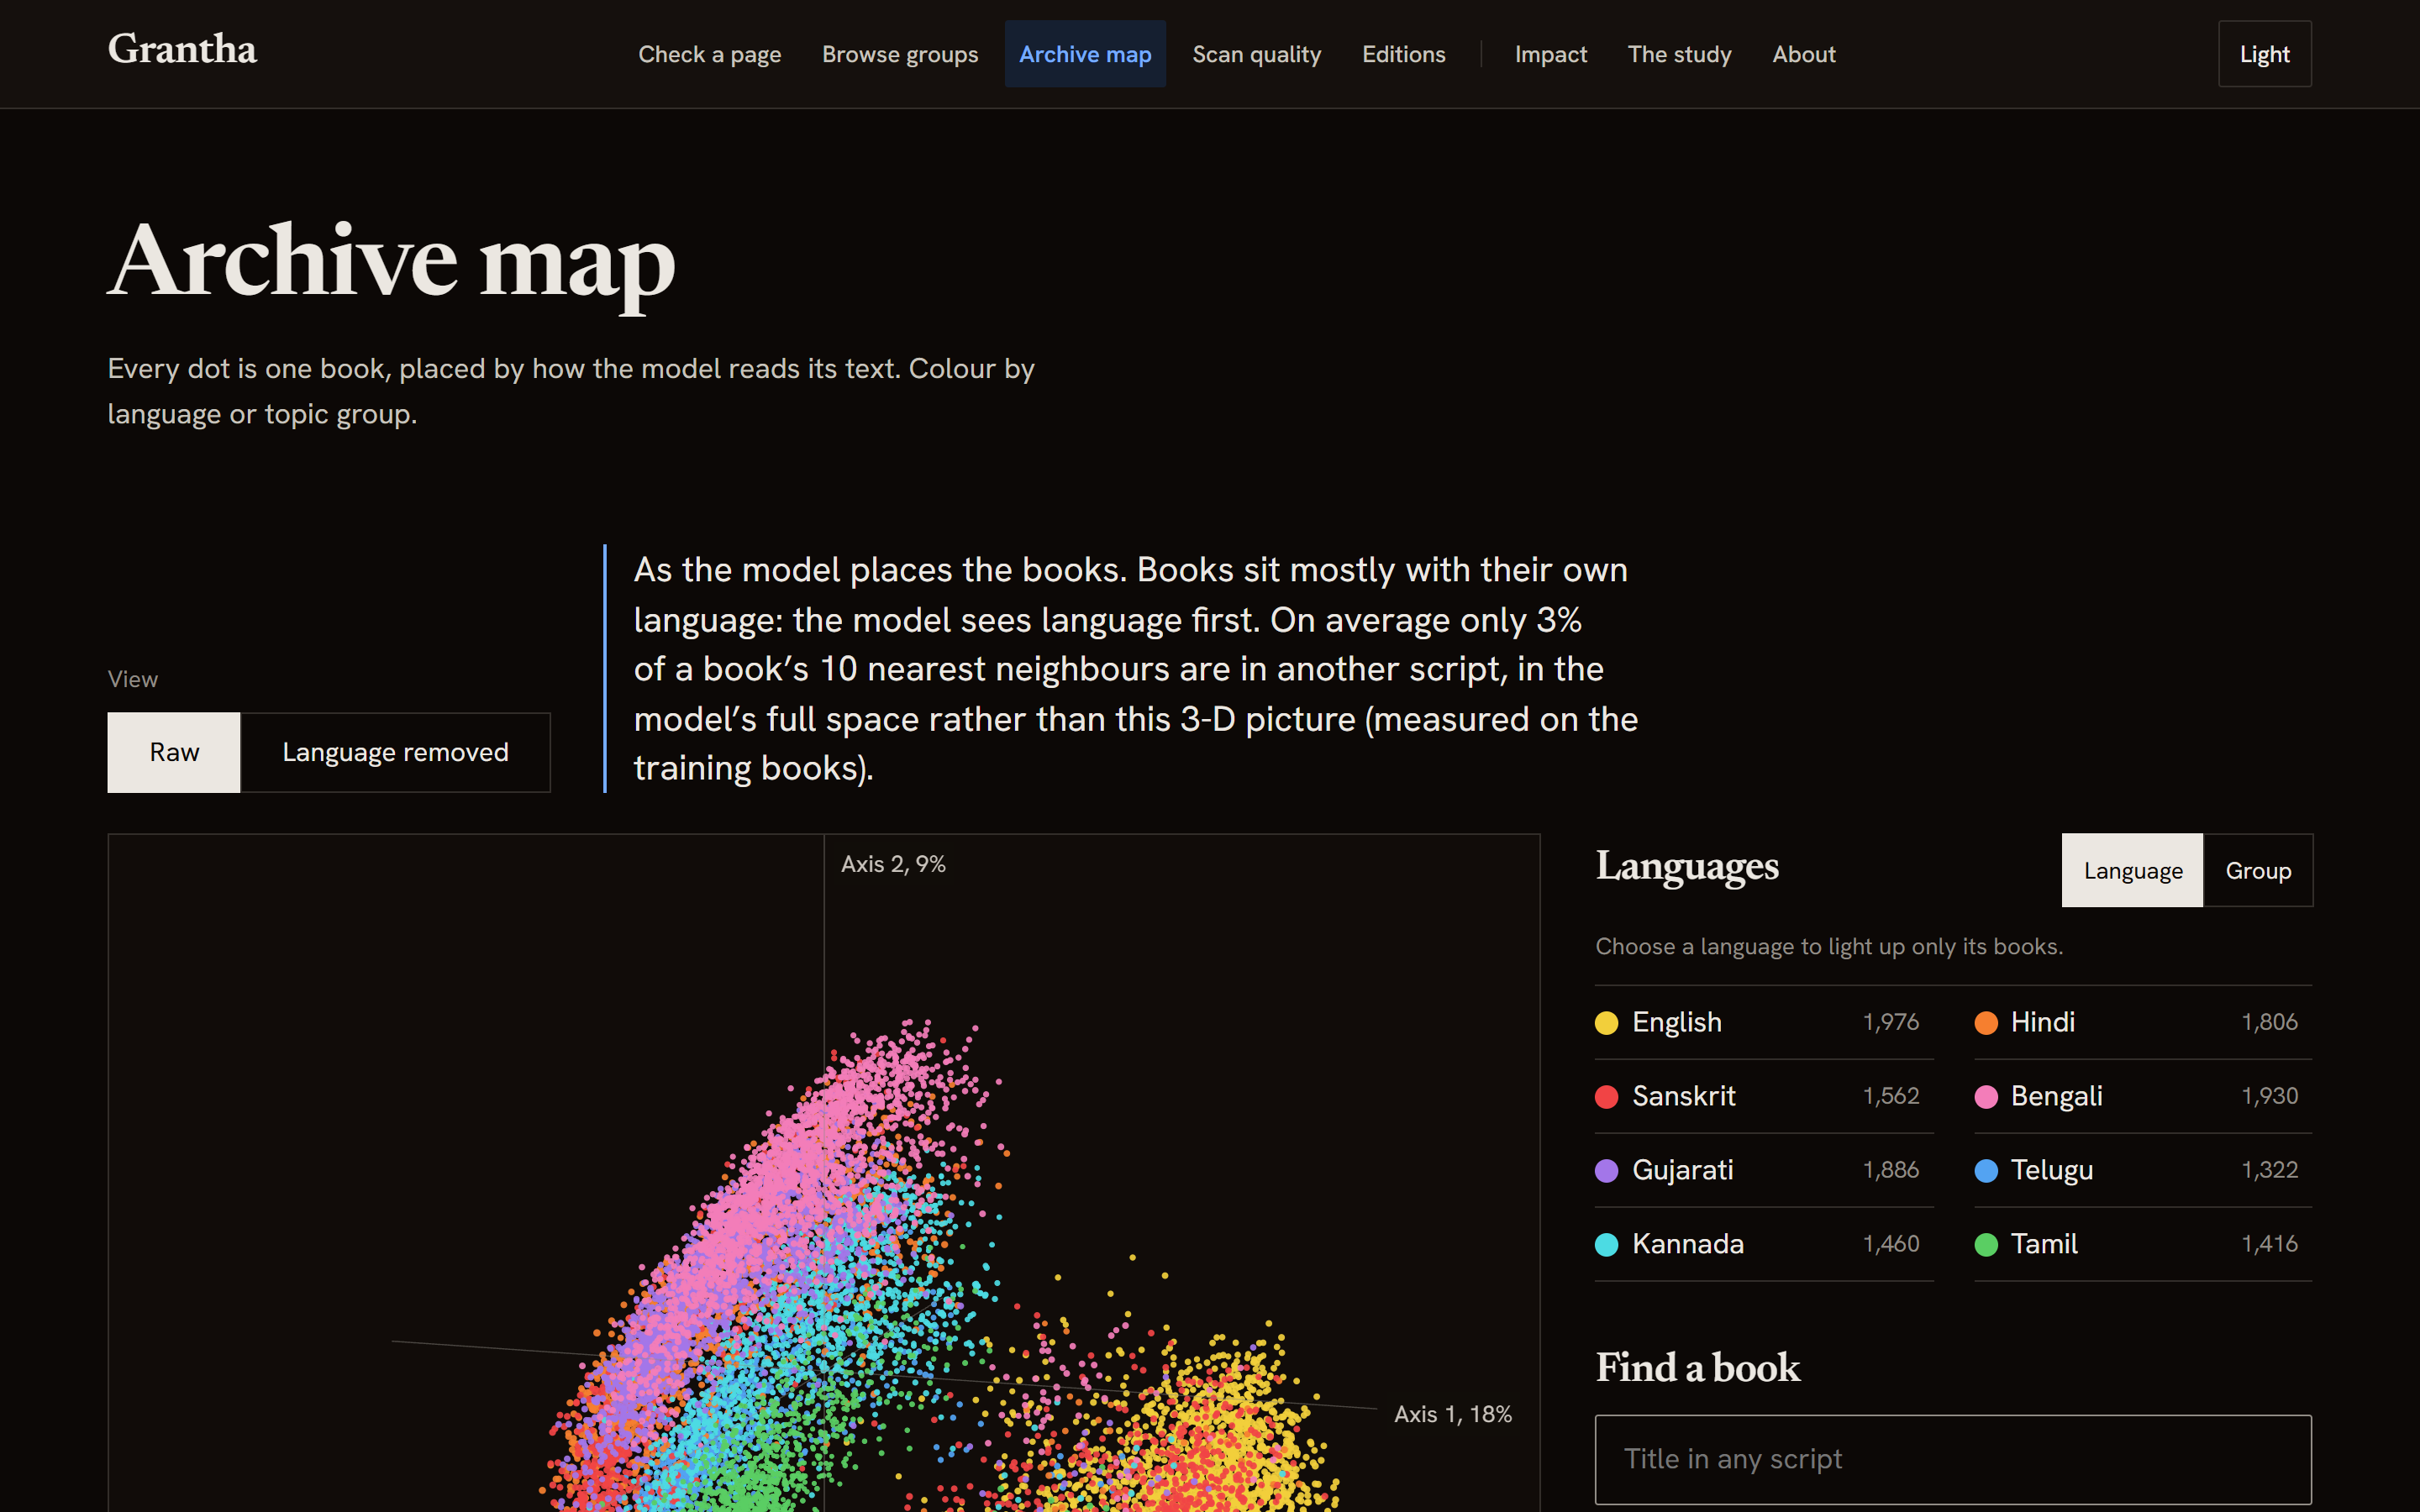 Grantha
Check a page
Browse groups
Archive map
Scan quality
Editions
Impact
The study
About
Light
Archive map
Every dot is one book, placed by how the model reads its text. Colour by
language or topic group.
As the model places the books. Books sit mostly with their own
language: the model sees language first. On average only 3%
of a book’s 10 nearest neighbours are in another script, in the
model’s full space rather than this 3-D picture (measured on the
training books).
View
Raw
Language removed
Axis 2, 9%
Axis 1, 18%
Languages
Language
Group
Choose a language to light up only its books.
English 1,976
Hindi 1,806
Sanskrit 1,562
Bengali 1,930
Gujarati 1,886
Telugu 1,322
Kannada 1,460
Tamil 1,416
Find a book
Title in any script